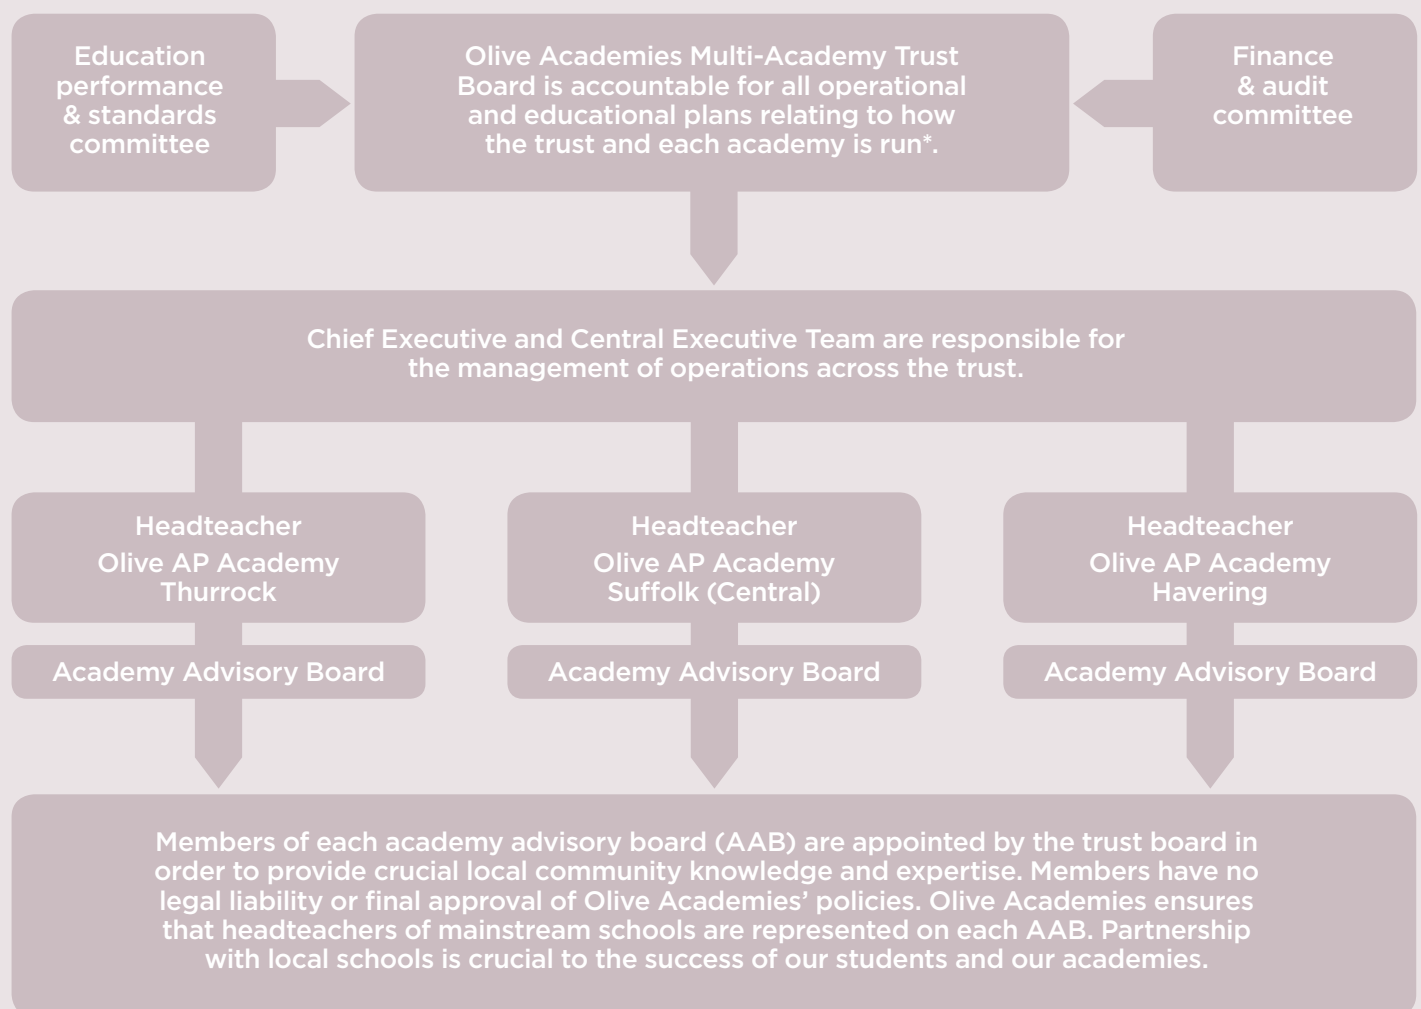 Education
performance
& standards
committee
Olive Academies Multi-Academy Trust
Board is accountable for all operational
and educational plans relating to how
the trust and each academy is run*.
Finance
& audit
committee
Chief Executive and Central Executive Team are responsible for
the management of operations across the trust.
Headteacher
Olive AP Academy
Thurrock
Headteacher
Olive AP Academy
Suffolk (Central)
Headteacher
Olive AP Academy
Havering
Academy Advisory Board
Academy Advisory Board
Academy Advisory Board
Members of each academy advisory board (AAB) are appointed by the trust board in
order to provide crucial local community knowledge and expertise. Members have no
legal liability or final approval of Olive Academies’ policies. Olive Academies ensures
that headteachers of mainstream schools are represented on each AAB. Partnership
with local schools is crucial to the success of our students and our academies.